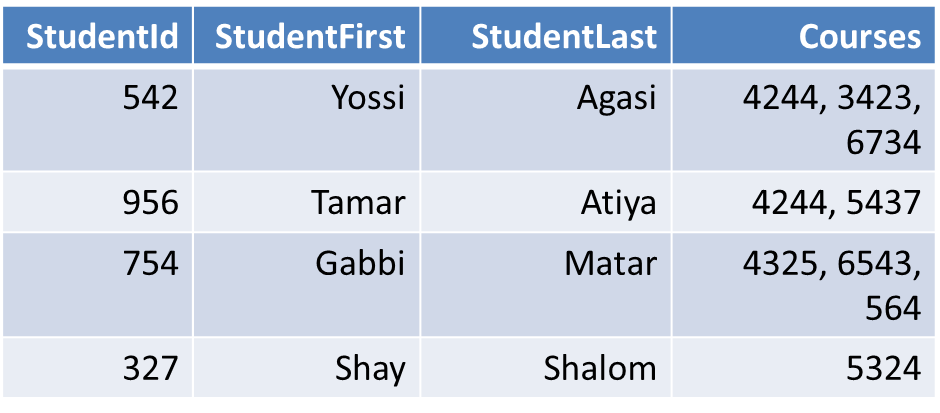 StudentId StudentFirst StudentLast Courses
542 Yossi Agasi 4244, 3423,
6734
956 Tamar Atiya 4244, 5437
754 Gabbi Matar 4325, 6543,
564
327 Shay Shalom 5324